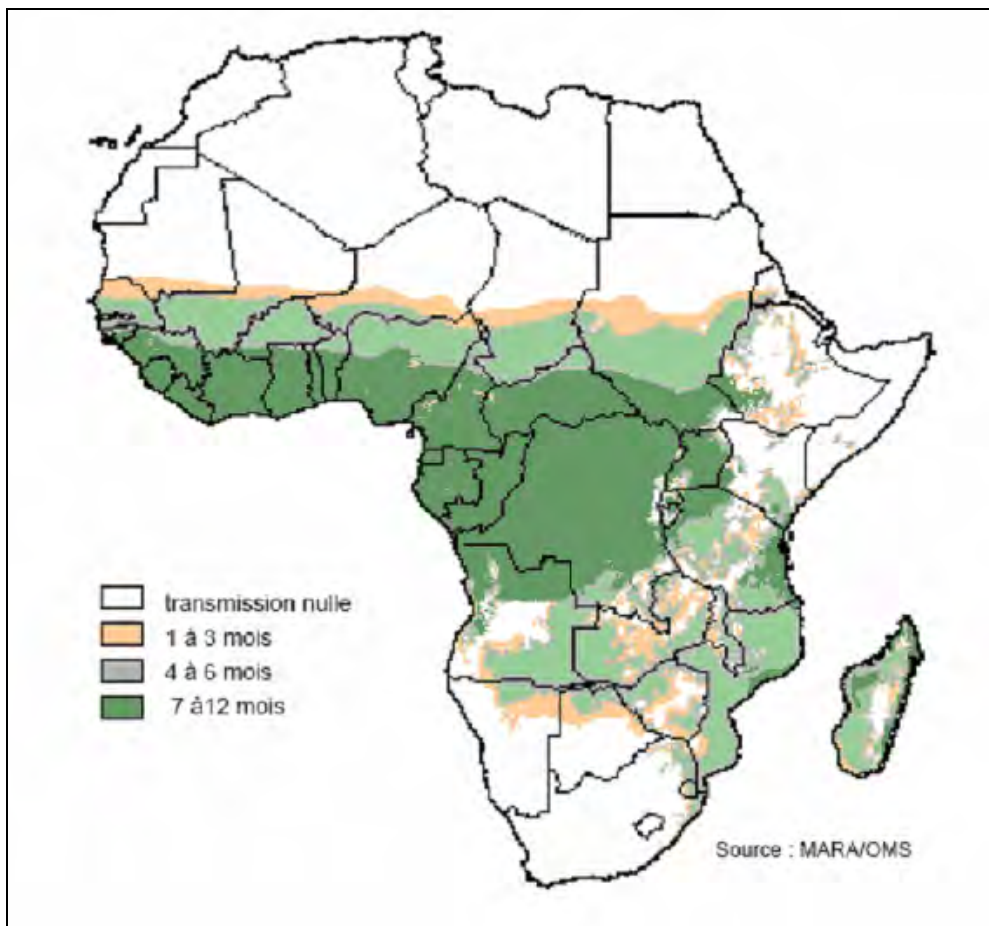 transmission nulle
1 à 3 mois
4 à 6 mois
7 à12 mois
Source : MARA/OMS